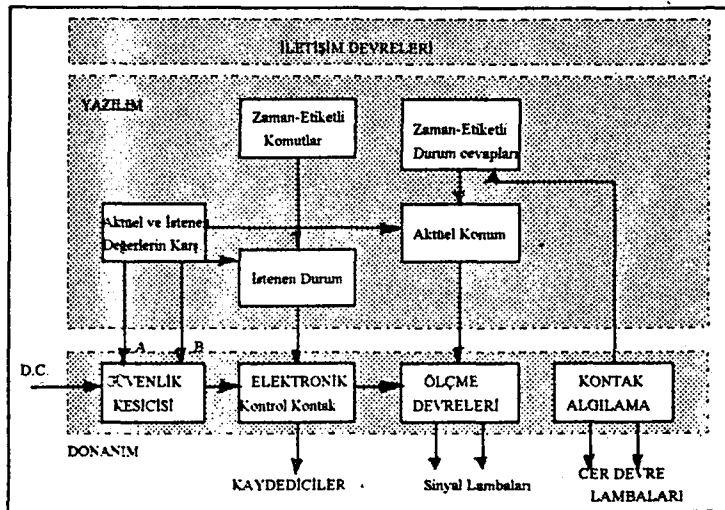 İLETİŞİM DEVRELERİ
YAZILIM
Zaman-Etiketli
Komutlar
Zaman-Etiketli
Durum cevapları
Aktüel ve İstenen
Değerlerin Karş
Aktüel Konum
İstenen Durum
A
B
D.C.
GÜVENLİK
KESİCİSİ
ELEKTRONİK
Kontrol Kontak
ÖLÇME
DEVRELERİ
KONTAK
ALGILAMA
DONANIM
KAYDEDİCİLER
Sinyal Lambaları
CER DEVRE
LAMBALARI